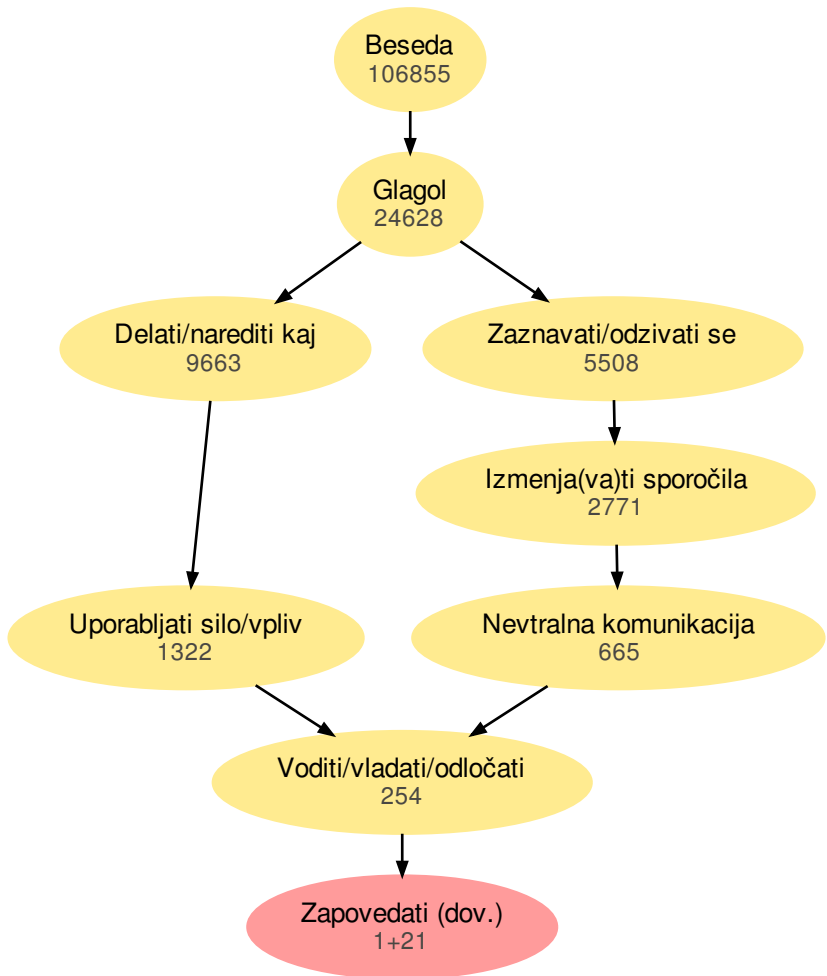 Beseda
106855
Glagol
24628
Delati/narediti kaj
9663
Zaznavati/odzivati se
5508
Izmenja(va)ti sporočila
2771
Uporabljati silo/vpliv
1322
Nevtralna komunikacija
665
Voditi/vladati/odločati
254
Zapovedati (dov.)
1+21